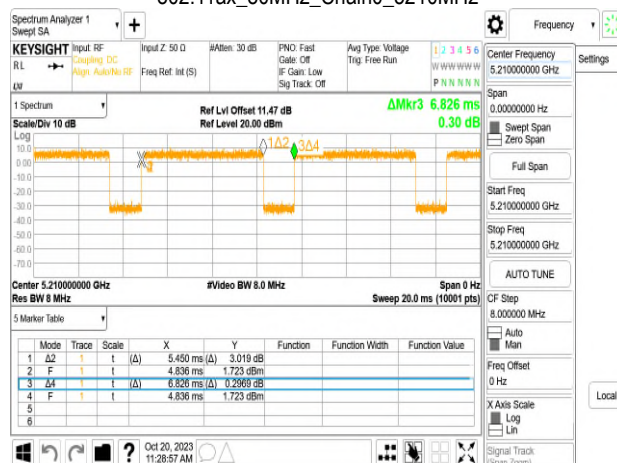 802.11ax_80MHz_Chain0_5210MHz
Spectrum Analyzer 1
Swept SA
Frequency
KEYSIGHT
Input: RF
Coupling: DC
Align: Auto/No RF
Input Z: 50 Ω
Freq Ref: Int (S)
#Atten: 30 dB
PNO: Fast
Gate: Off
IF Gain: Low
Sig Track: Off
Avg Type: Voltage
Trig: Free Run
1 2 3 4 5 6
W W W W W W
P N N N N N
RL
LXI
1 Spectrum
Scale/Div 10 dB
Ref Lvl Offset 11.47 dB
Ref Level 20.00 dBm
ΔMkr3 6.826 ms
0.30 dB
Log
10.0
0.00
-10.0
-20.0
-30.0
-40.0
-50.0
-60.0
-70.0
1Δ2
3Δ4
Center 5.210000000 GHz
#Video BW 8.0 MHz
Span 0 Hz
Res BW 8 MHz
Sweep 20.0 ms (10001 pts)
5 Marker Table
Mode Trace Scale X Y Function Function Width Function Value
1 Δ2 1 t (Δ) 5.450 ms (Δ) 3.019 dB
2 F 1 t 4.836 ms 1.723 dBm
3 Δ4 1 t (Δ) 6.826 ms (Δ) 0.2969 dB
4 F 1 t 4.836 ms 1.723 dBm
5
6
Oct 20, 2023
11:28:57 AM
Center Frequency
5.210000000 GHz
Settings
Span
0.00000000 Hz
Swept Span
Zero Span
Full Span
Start Freq
5.210000000 GHz
Stop Freq
5.210000000 GHz
AUTO TUNE
CF Step
8.000000 MHz
Auto
Man
Freq Offset
0 Hz
X Axis Scale
Log
Lin
Local
Signal Track
(Span Zoom)